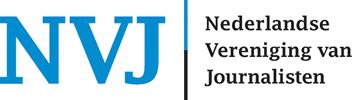 NVJ
Nederlandse
Vereniging van
Journalisten